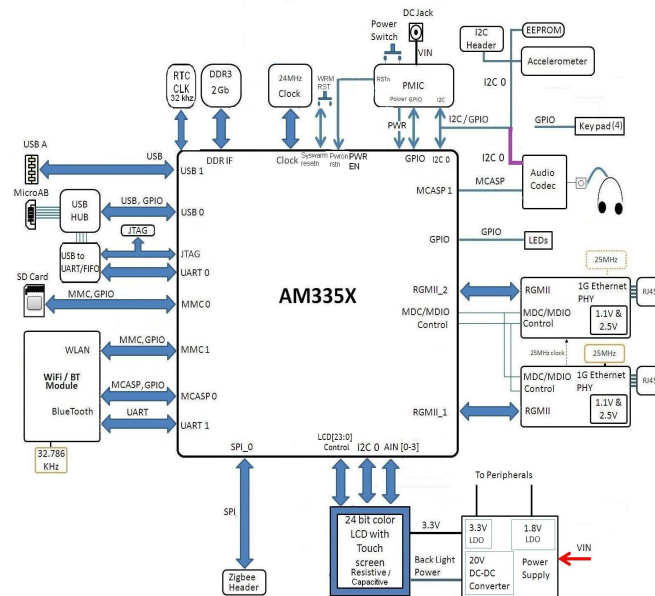 Power
Switch
DC Jack
VIN
I2C
Header
EEPROM
Accelerometer
I2C 0
RTC
CLK
32 khz
DDR3
2Gb
24MHz
Clock
WRM
RST
RSTn
PMIC
Power GPIO
I2C
I2C / GPIO
PWR
GPIO
Key pad (4)
USB A
USB
USB 1
DDR IF
Clock
Syswarm
resetn
Pwron
rstn
PWR
EN
GPIO
I2C 0
I2C 0
MicroAB
USB
HUB
USB, GPIO
USB 0
MCASP 1
MCASP
Audio
Codec
JTAG
USB to
UART/FIFO
JTAG
UART 0
GPIO
GPIO
LEDs
SD Card
MMC,GPIO
MMC 0
AM335X
25MHz
RGMII_2
RGMII
1G Ethernet
PHY
RJ45
MDC/MDIO
Control
MDC/MDIO
Control
1.1V &
2.5V
WLAN
MMC,GPIO
MMC 1
WiFi / BT
Module
25MHz clock
25MHz
MCASP,GPIO
MCASP 0
MDC/MDIO
Control
1G Ethernet
PHY
RJ45
BlueTooth
UART
UART 1
RGMII_1
RGMII
1.1V &
2.5V
32.786
KHz
SPI_0
LCD[23:0]
Control
I2C 0
AIN [0-3]
To Peripherals
SPI
24 bit color
LCD with
Touch
screen
Resistive /
Capacitive
3.3V
3.3V
LDO
1.8V
LDO
VIN
Back Light
Power
20V
DC-DC
Converter
Power
Supply
Zigbee
Header